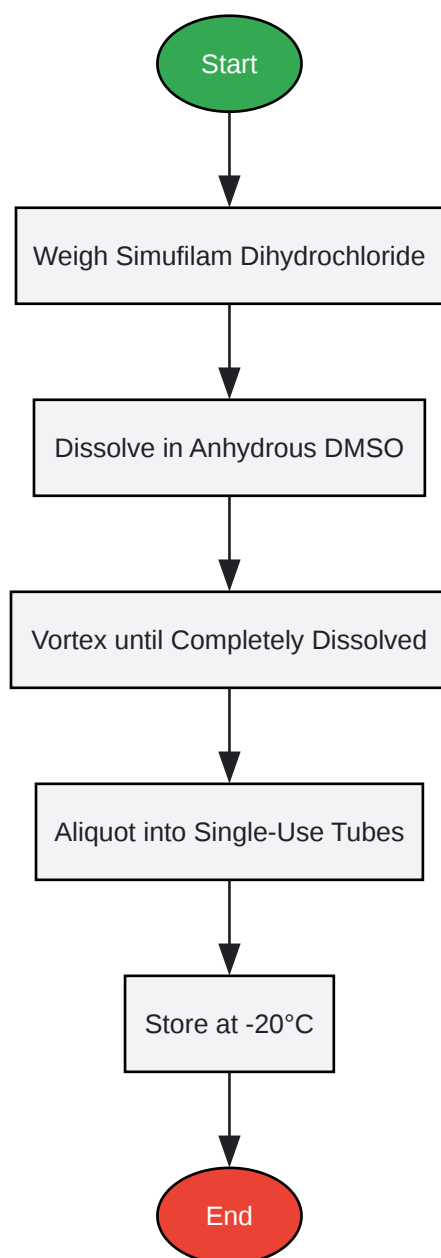 Start
Weigh Simufilam Dihydrochloride
Dissolve in Anhydrous DMSO
Vortex until Completely Dissolved
Aliquot into Single-Use Tubes
Store at -20°C
End